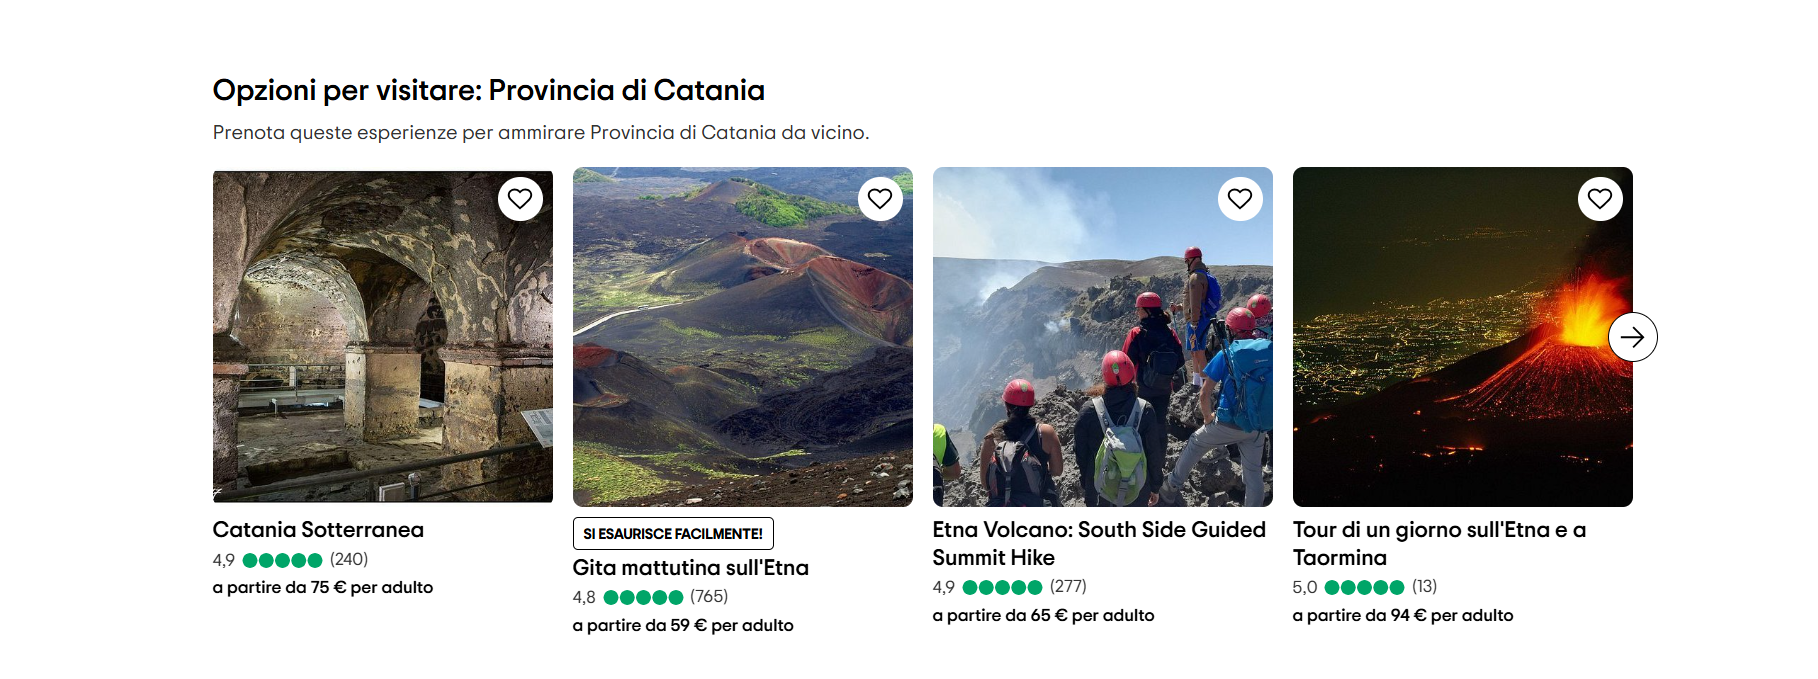 Opzioni per visitare: Provincia di Catania
Prenota queste esperienze per ammirare Provincia di Catania da vicino.
Catania Sotterranea
4,9 (240)
a partire da 75 € per adulto
SI ESAURISCE FACILMENTE!
Gita mattutina sull'Etna
4,8 (765)
a partire da 59 € per adulto
Etna Volcano: South Side Guided
Summit Hike
4,9 (277)
a partire da 65 € per adulto
Tour di un giorno sull'Etna e a
Taormina
5,0 (13)
a partire da 94 € per adulto